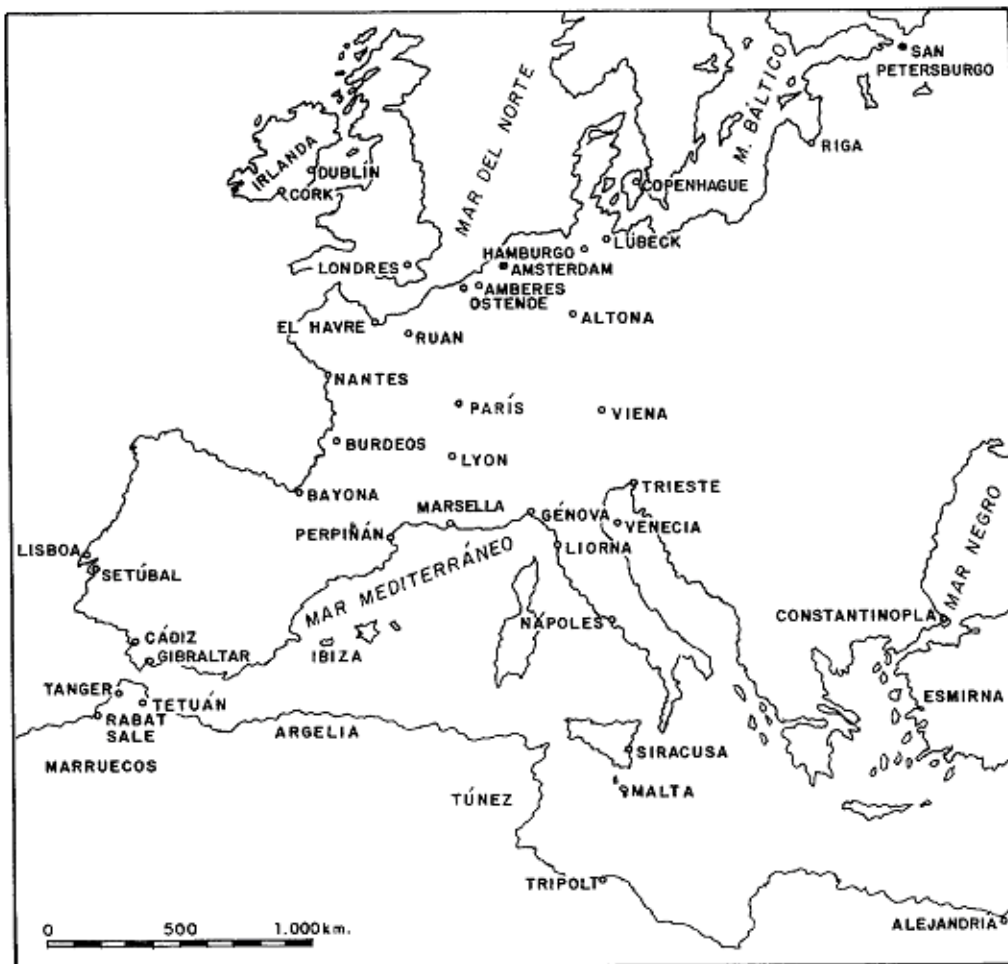 SAN
PETERSBURGO
MAR DEL NORTE
M. BÁLTICO
RIGA
IRLANDA
DUBLÍN
CORK
COPENHAGUE
LÜBECK
HAMBURGO
LONDRES
AMSTERDAM
AMBERES
OSTENDE
EL HAVRE
ALTONA
RUAN
NANTES
PARÍS
VIENA
BURDEOS
LYON
BAYONA
TRIESTE
MARSELLA
GÉNOVA
VENECIA
PERPIÑÁN
LIORNA
MAR NEGRO
LISBOA
SETÚBAL
MAR MEDITERRÁNEO
CONSTANTINOPLA
NÁPOLES
CÁDIZ
IBIZA
GIBRALTAR
TANGER
TETUÁN
ESMIRNA
RABAT
SALE
ARGELIA
SIRACUSA
MARRUECOS
MALTA
TÚNEZ
TRIPOLI
ALEJANDRIA
0 500 1.000 km.